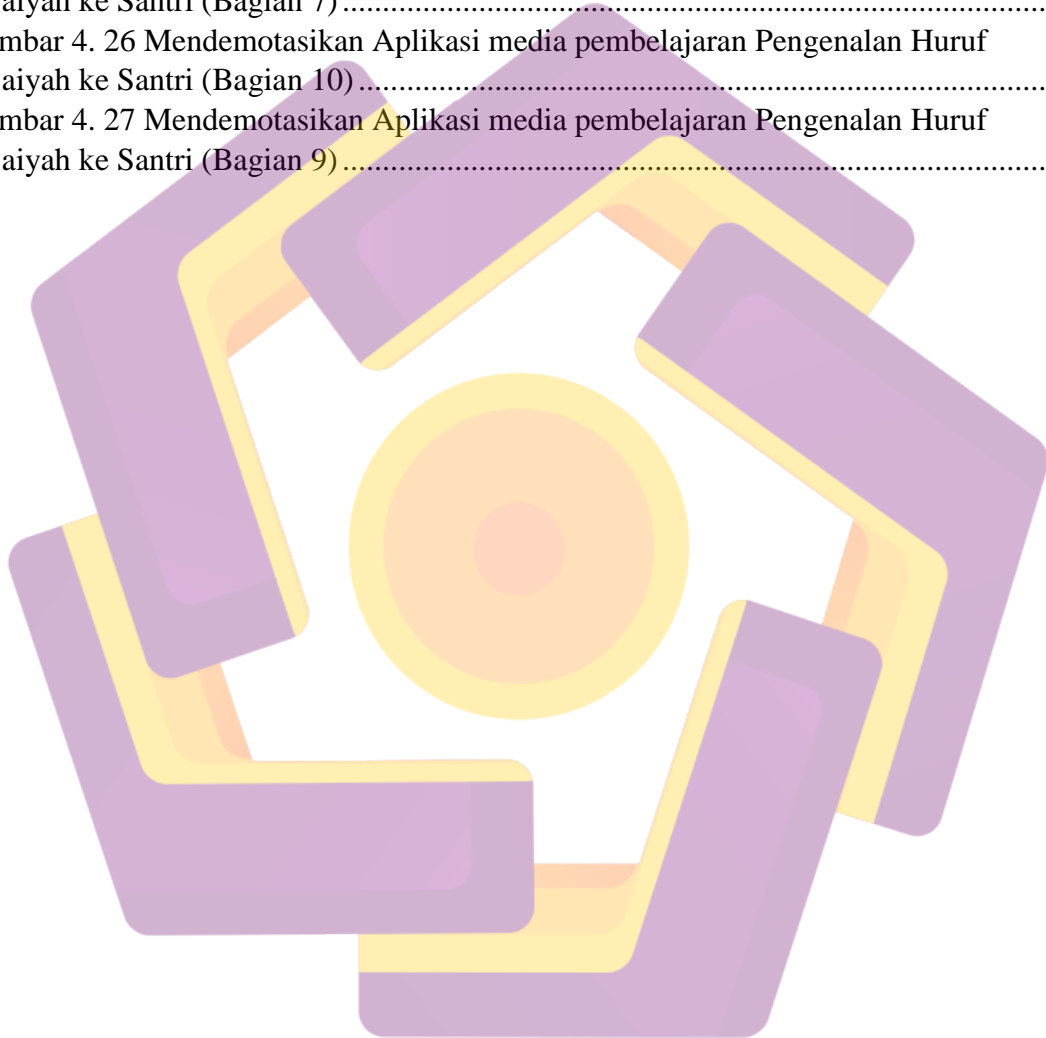 aiyah ke Santri (Bagian 7)
mbar 4. 26 Mendemotasikan Aplikasi media pembelajaran Pengenalan Huruf
aiyah ke Santri (Bagian 10)
mbar 4. 27 Mendemotasikan Aplikasi media pembelajaran Pengenalan Huruf
aiyah ke Santri (Bagian 9)